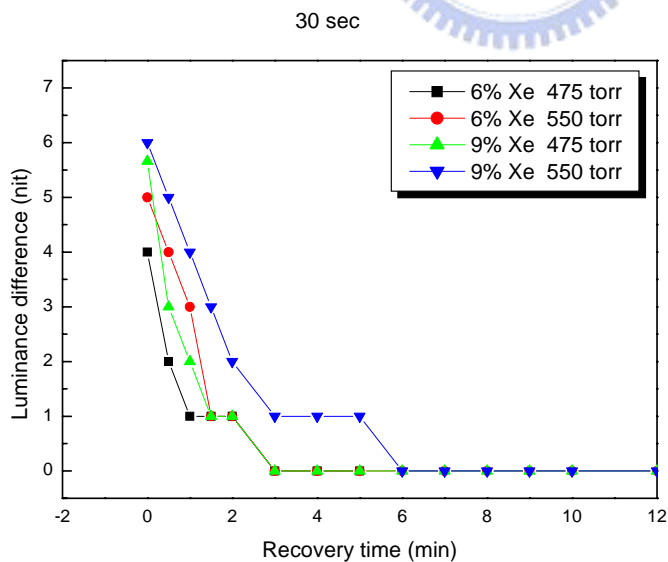 30 sec
7
6
5
4
3
2
1
0
-2 0 2 4 6 8 10 12
Luminance difference (nit)
Recovery time (min)
6% Xe 475 torr
6% Xe 550 torr
9% Xe 475 torr
9% Xe 550 torr